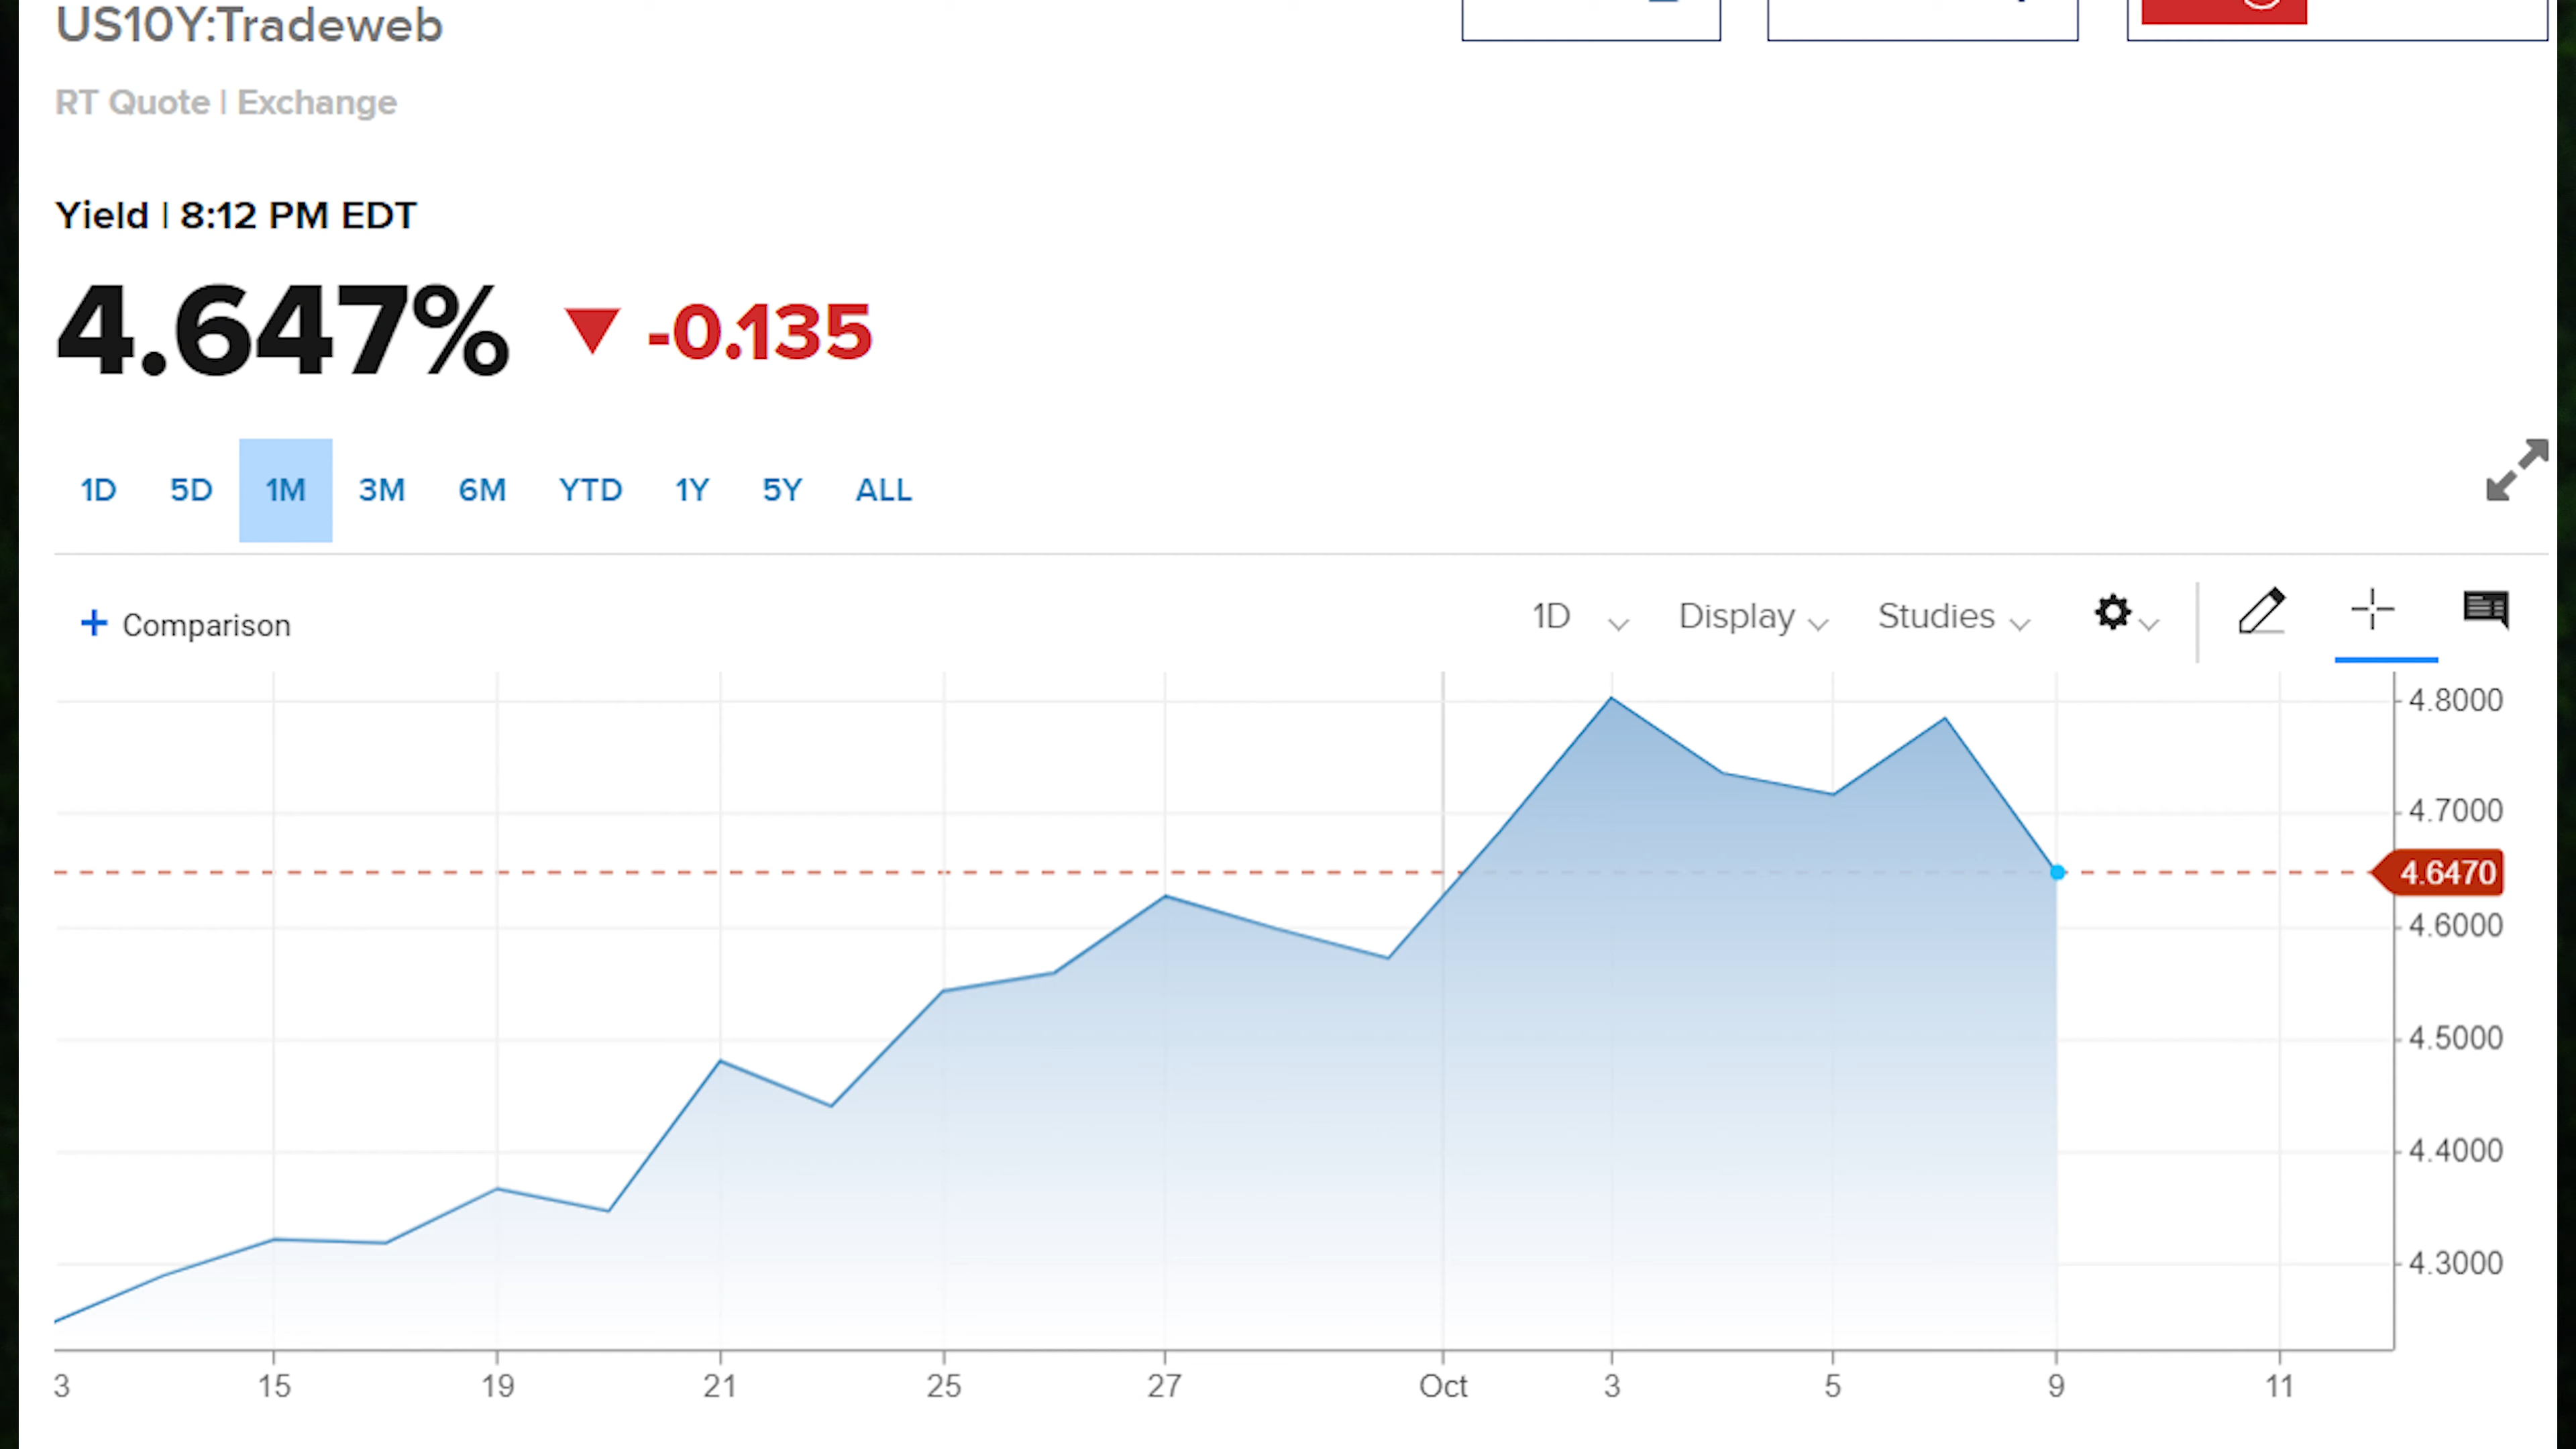 US10Y:Tradeweb
RT Quote | Exchange
Yield | 8:12 PM EDT
4.647% ▼ -0.135
1D 5D 1M 3M 6M YTD 1Y 5Y ALL
+ Comparison 1D Display Studies
4.8000
4.7000
4.6470
4.6000
4.5000
4.4000
4.3000
3 15 19 21 25 27 Oct 3 5 9 11